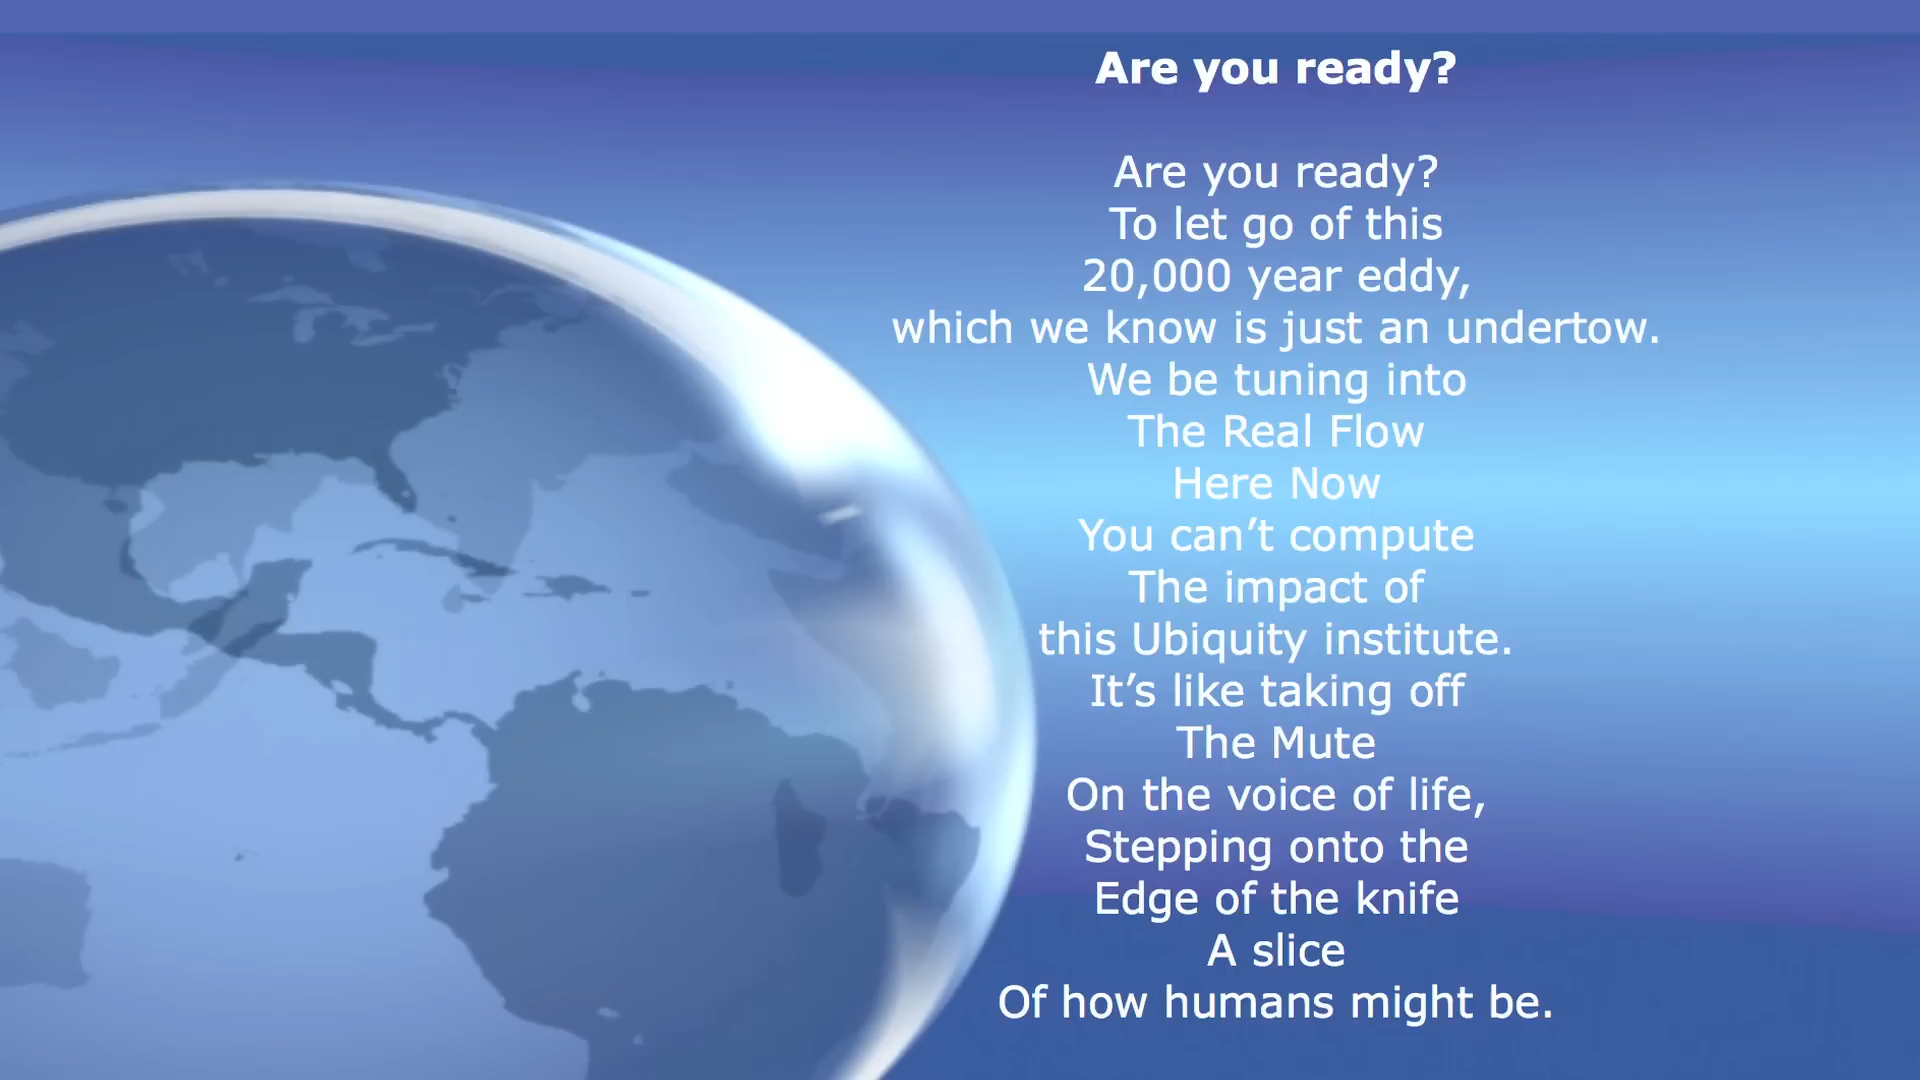 Are you ready?
Are you ready?
To let go of this
20,000 year eddy,
which we know is just an undertow.
We be tuning into
The Real Flow
Here Now
You can’t compute
The impact of
this Ubiquity institute.
It’s like taking off
The Mute
On the voice of life,
Stepping onto the
Edge of the knife
A slice
Of how humans might be.